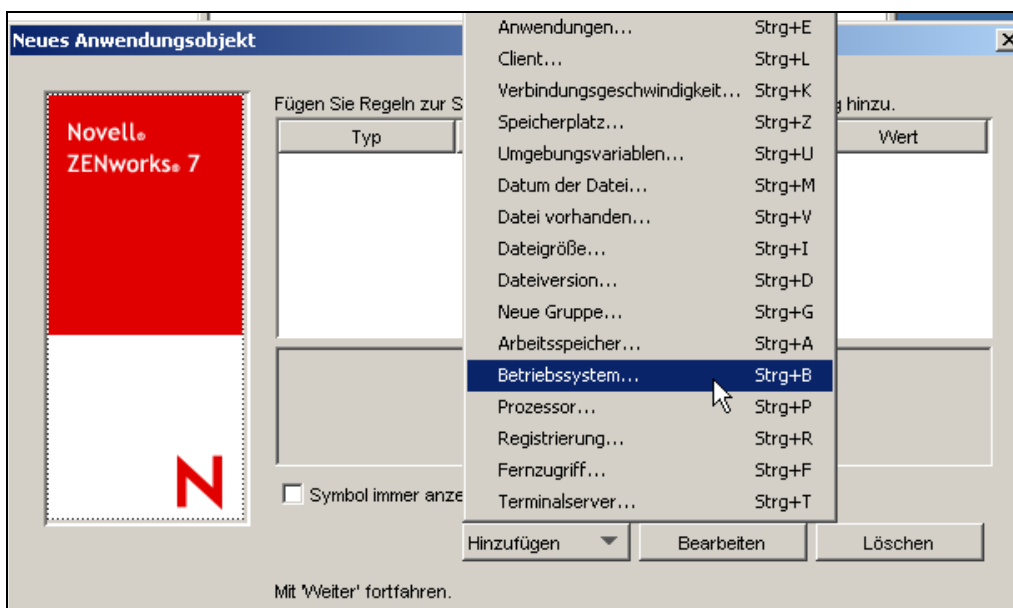 Neues Anwendungsobjekt
Novell®
ZENworks® 7
Fügen Sie Regeln zur S
g hinzu.
Typ
Wert
Anwendungen... Strg+E
Client... Strg+L
Verbindungsgeschwindigkeit... Strg+K
Speicherplatz... Strg+Z
Umgebungsvariablen... Strg+U
Datum der Datei... Strg+M
Datei vorhanden... Strg+V
Dateigröße... Strg+I
Dateiversion... Strg+D
Neue Gruppe... Strg+G
Arbeitsspeicher... Strg+A
Betriebssystem... Strg+B
Prozessor... Strg+P
Registrierung... Strg+R
Fernzugriff... Strg+F
Terminalserver... Strg+T
N
Symbol immer anze
Hinzufügen
Bearbeiten
Löschen
Mit 'Weiter' fortfahren.